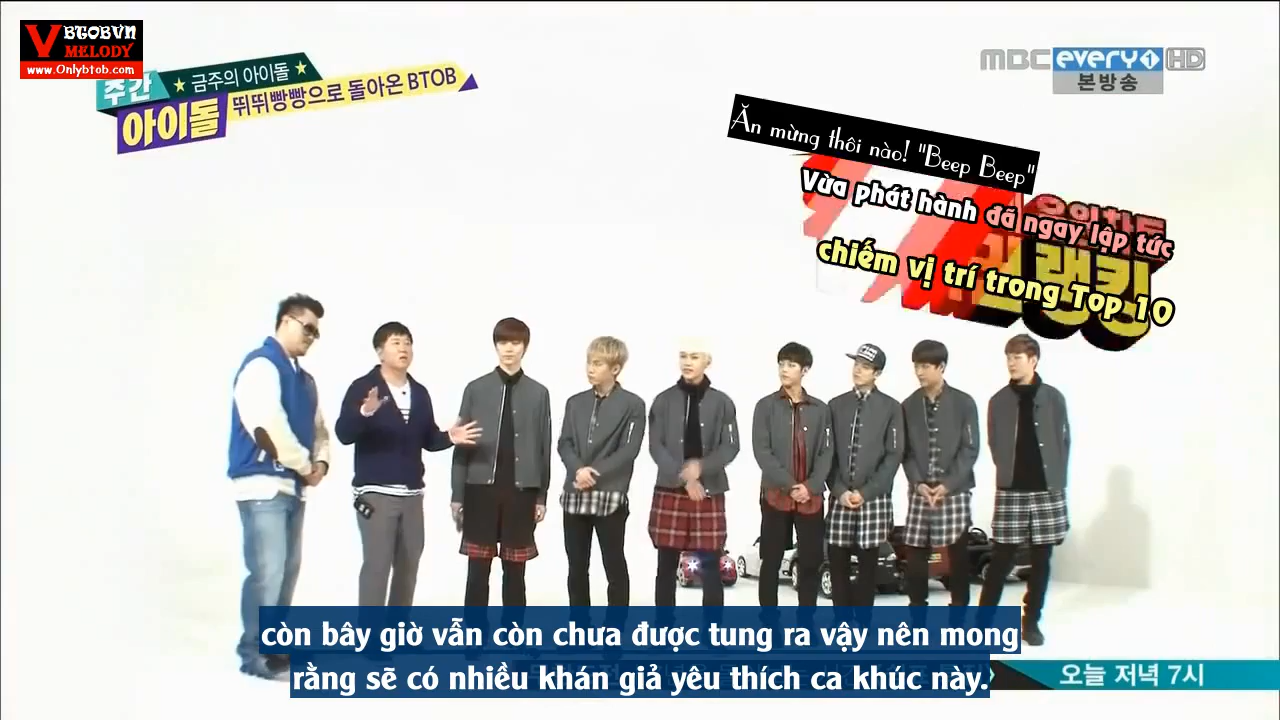 BTOBVN
MELODY
www.Onlybtob.com
주간
아이돌
★ 금주의 아이돌 ★
뛰뛰빵빵으로 돌아온 BTOB
MBC every1 HD
본방송
Ăn mừng thôi nào! "Beep Beep"
Vừa phát hành đã ngay lập tức
chiếm vị trí trong Top 10
랭킹
còn bây giờ vẫn còn chưa được tung ra vậy nên mong
rằng sẽ có nhiều khán giả yêu thích ca khúc này.
오늘 저녁 7시